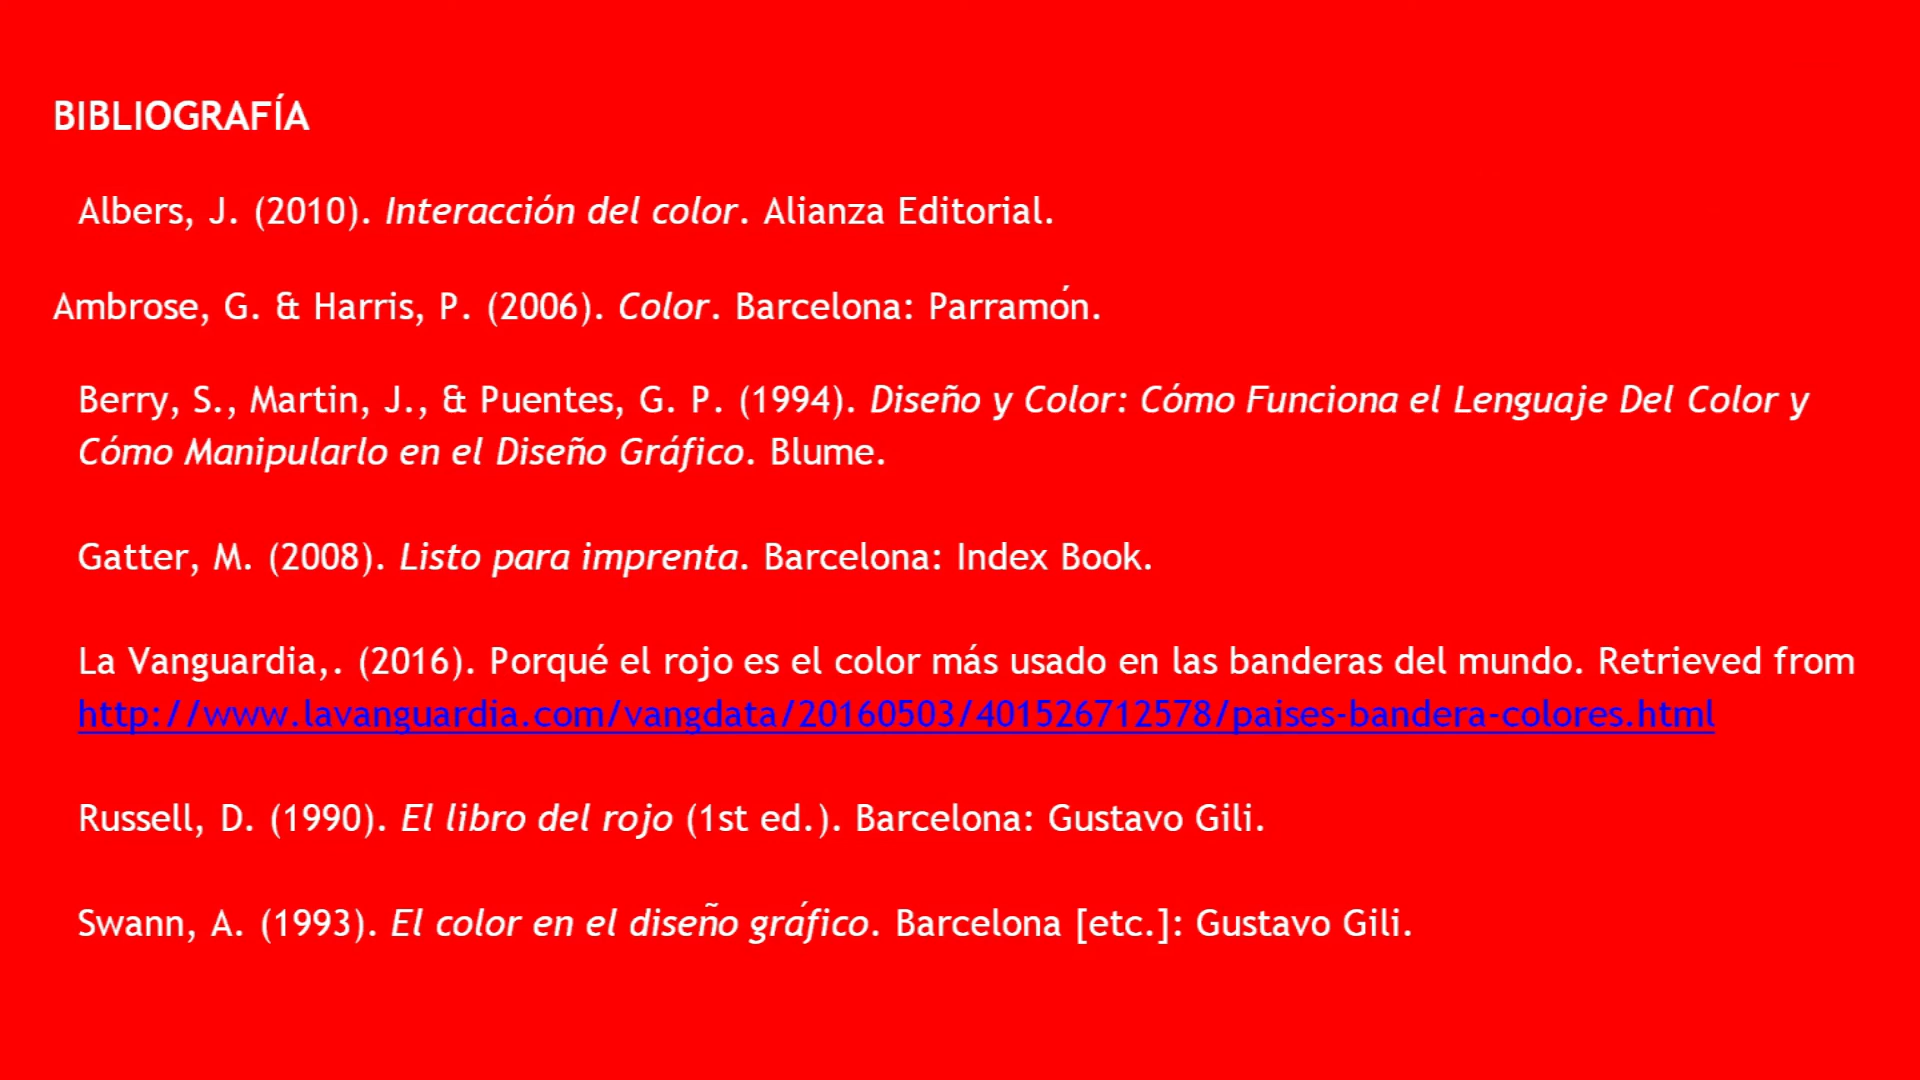 BIBLIOGRAFÍA
Albers, J. (2010). Interacción del color. Alianza Editorial.
Ambrose, G. & Harris, P. (2006). Color. Barcelona: Parramón.
Berry, S., Martin, J., & Puentes, G. P. (1994). Diseño y Color: Cómo Funciona el Lenguaje Del Color y
Cómo Manipularlo en el Diseño Gráfico. Blume.
Gatter, M. (2008). Listo para imprenta. Barcelona: Index Book.
La Vanguardia,. (2016). Porqué el rojo es el color más usado en las banderas del mundo. Retrieved from
http://www.lavanguardia.com/vangdata/20160503/401526712578/paises-bandera-colores.html
Russell, D. (1990). El libro del rojo (1st ed.). Barcelona: Gustavo Gili.
Swann, A. (1993). El color en el diseño gráfico. Barcelona [etc.]: Gustavo Gili.